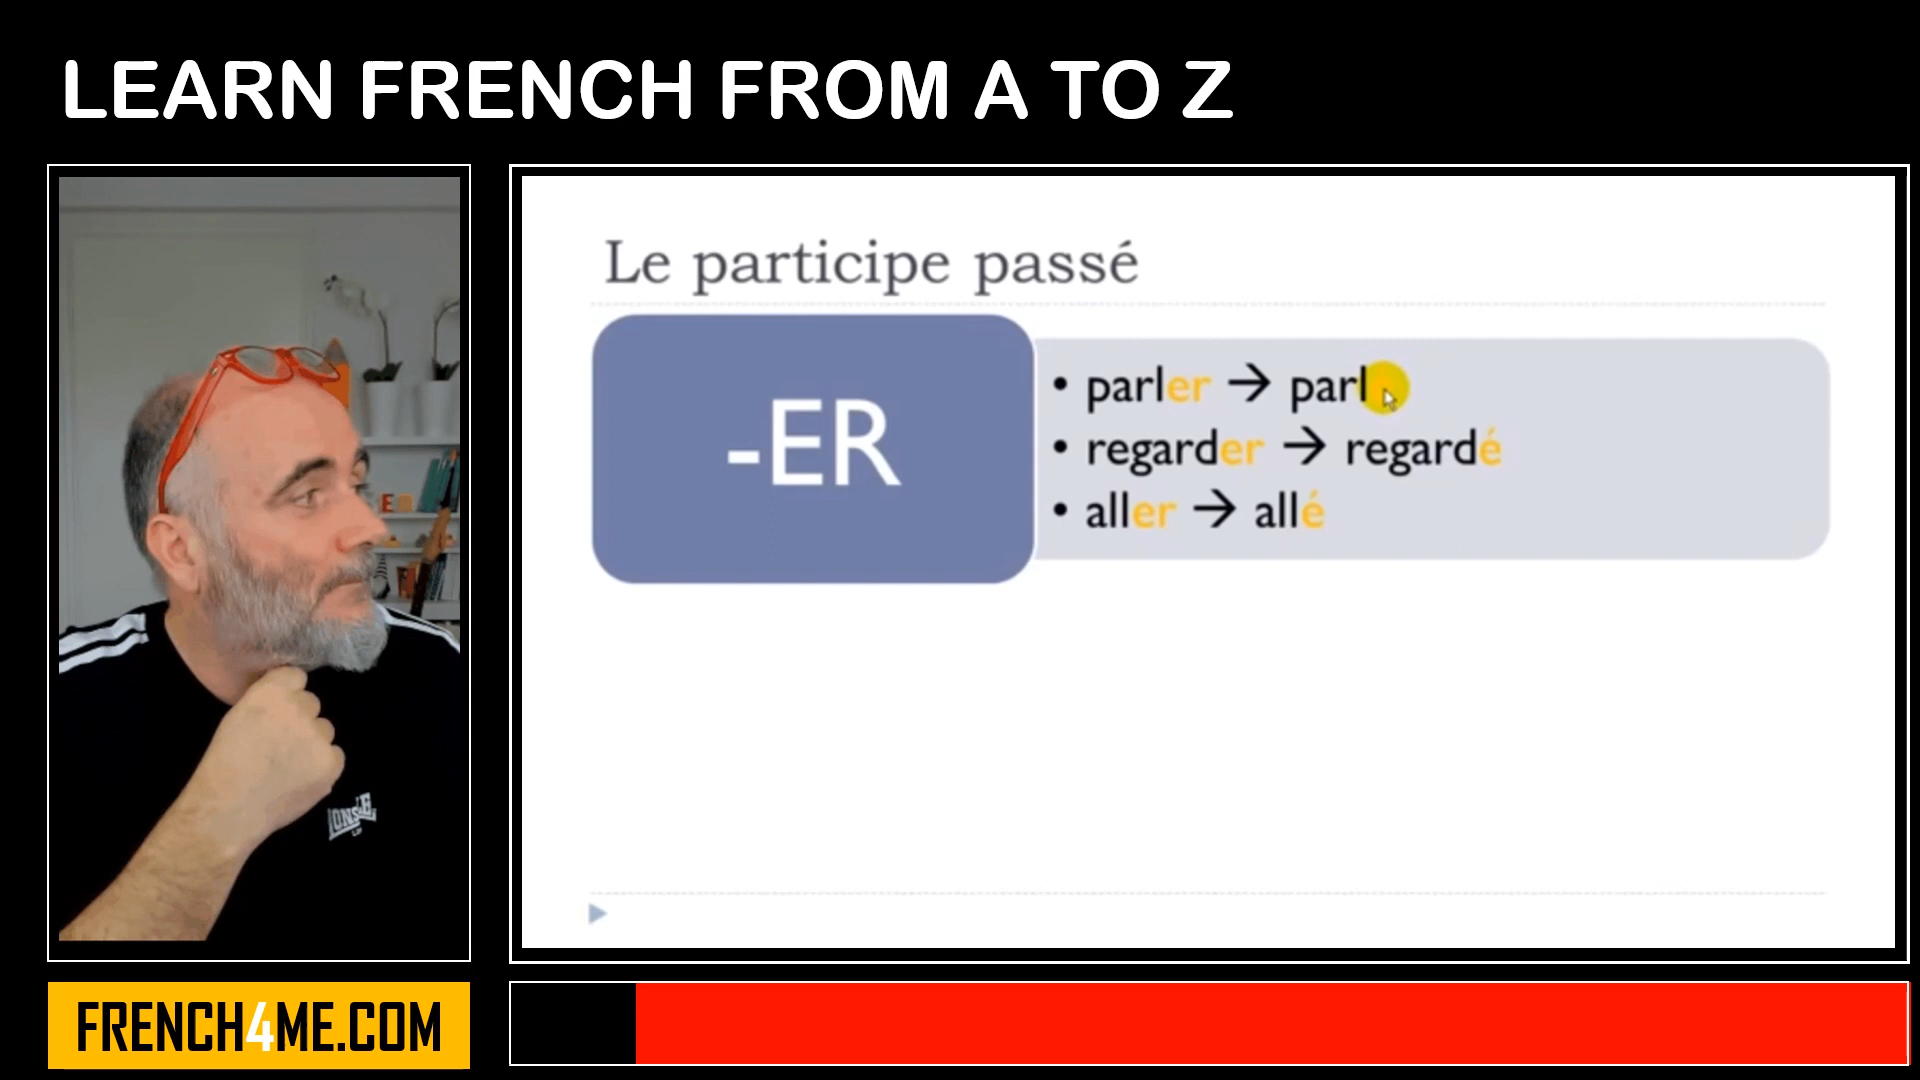 LEARN FRENCH FROM A TO Z
Le participe passé
-ER
• parler → parl
• regarder → regardé
• aller → allé
FRENCH4ME.COM